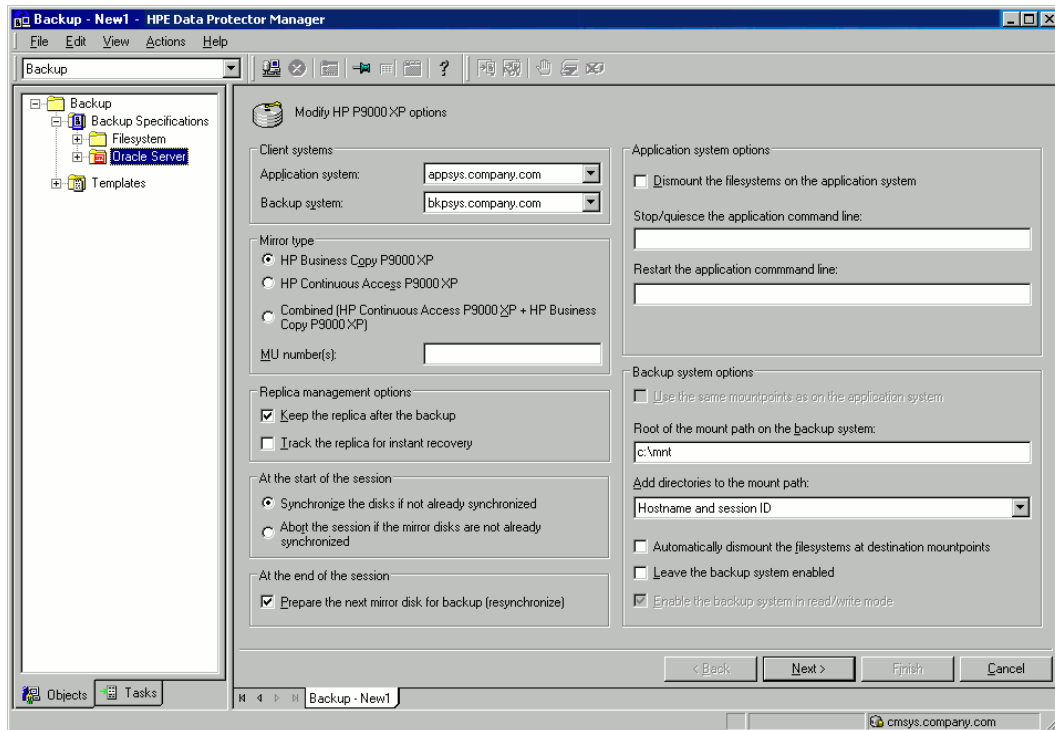 Backup - New1 - HPE Data Protector Manager
File Edit View Actions Help
Backup
Backup
Backup Specifications
Filesystem
Oracle Server
Templates
Modify HP P9000 XP options
Client systems
Application system: appsys.company.com
Backup system: bkpsys.company.com
Mirror type
HP Business Copy P9000 XP
HP Continuous Access P9000 XP
Combined (HP Continuous Access P9000 XP + HP Business
Copy P9000 XP)
MU number(s):
Replica management options
Keep the replica after the backup
Track the replica for instant recovery
At the start of the session
Synchronize the disks if not already synchronized
Abort the session if the mirror disks are not already
synchronized
At the end of the session
Prepare the next mirror disk for backup (resynchronize)
Application system options
Dismount the filesystems on the application system
Stop/quiesce the application command line:
Restart the application commmand line:
Backup system options
Use the same mountpoints as on the application system
Root of the mount path on the backup system:
c:\mnt
Add directories to the mount path:
Hostname and session ID
Automatically dismount the filesystems at destination mountpoints
Leave the backup system enabled
Enable the backup system in read/write mode
< Back Next > Finish Cancel
Objects Tasks
Backup - New1
cmsys.company.com